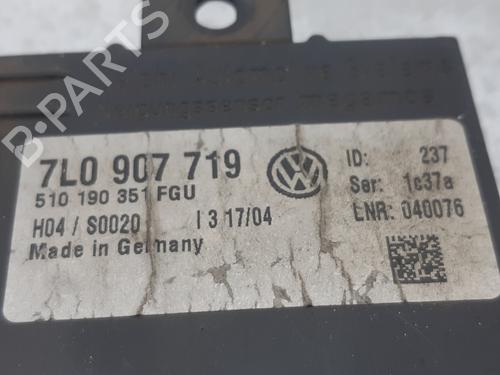 B-PARTS
7L0 907 719
510 190 351 FGU
H04 / S0020 I 3 17/04
Made in Germany
ID: 237
Ser: 1c37a
LNR: 040076